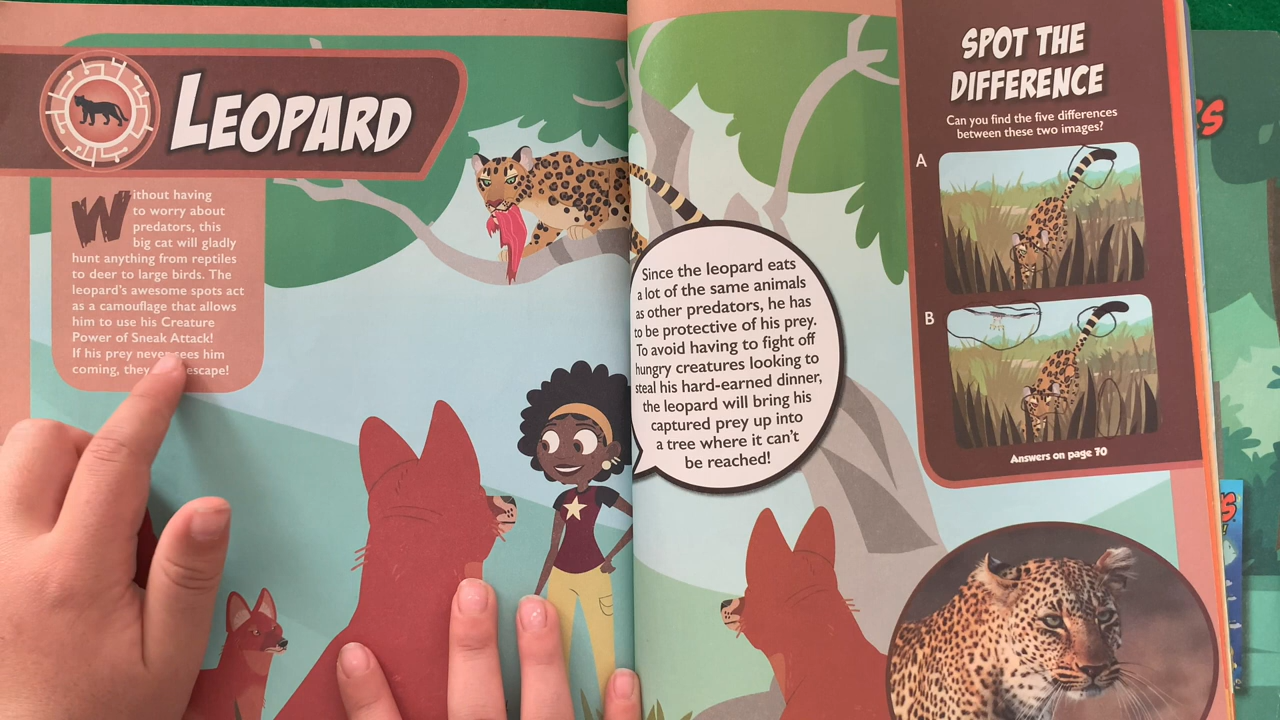 LEOPARD
Without having
to worry about
predators, this
big cat will gladly
hunt anything from reptiles
to deer to large birds. The
leopard's awesome spots act
as a camouflage that allows
him to use his Creature
Power of Sneak Attack!
If his prey never sees him
coming, they escape!
Since the leopard eats
a lot of the same animals
as other predators, he has
to be protective of his prey.
To avoid having to fight off
hungry creatures looking to
steal his hard-earned dinner,
the leopard will bring his
captured prey up into
a tree where it can't
be reached!
SPOT THE
DIFFERENCE
Can you find the five differences
between these two images?
A
B
Answers on page 70